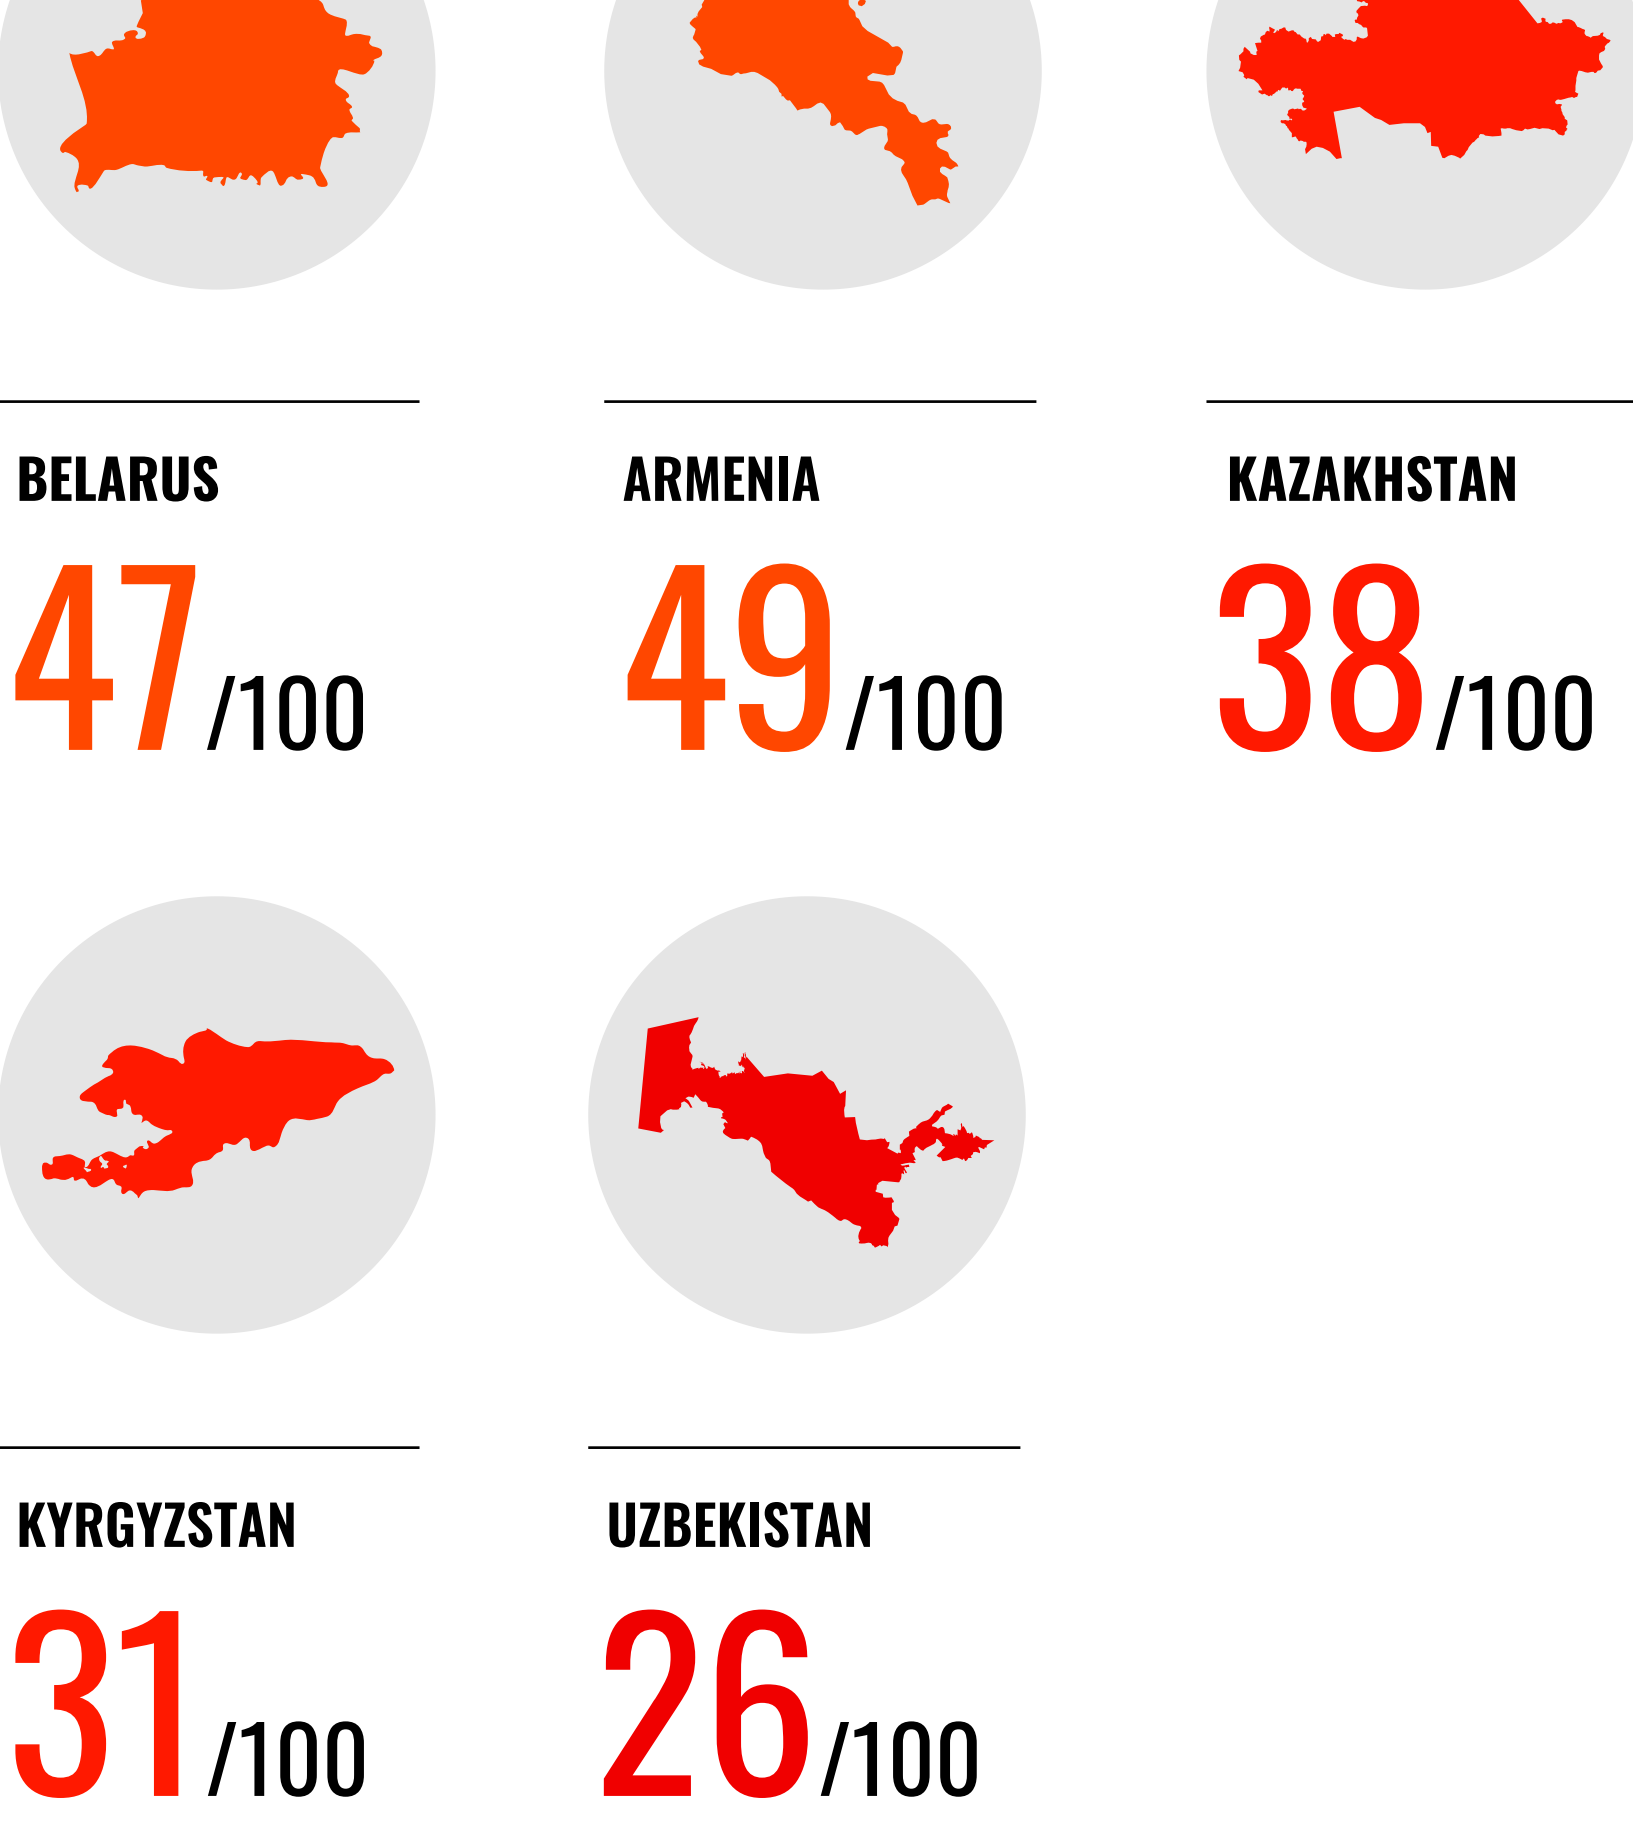 BELARUS
47/100
ARMENIA
49/100
KAZAKHSTAN
38/100
KYRGYZSTAN
31/100
UZBEKISTAN
26/100